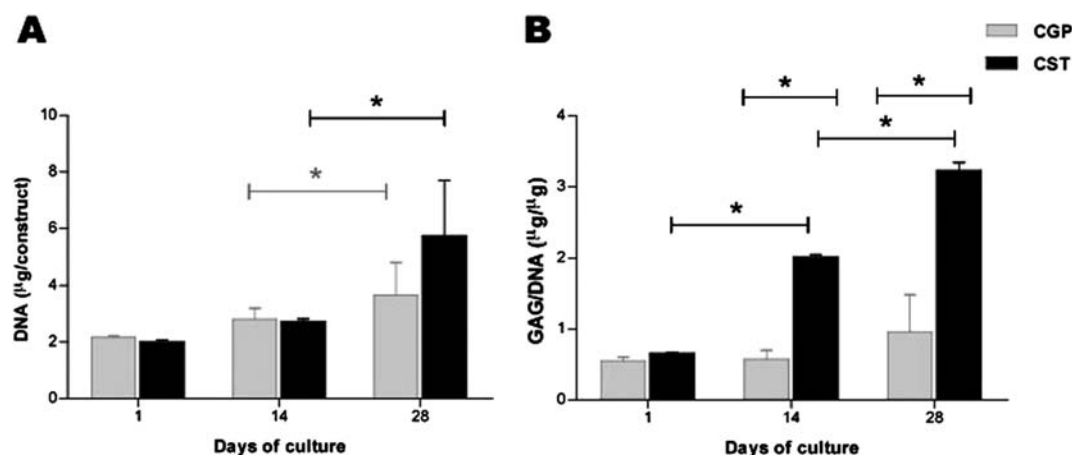 A
B
CGP
CST
*
*
*
*
*
*
DNA (µg/construct)
10
8
6
4
2
0
1
14
28
Days of culture
GAG/DNA (µg/µg)
4
3
2
1
0
1
14
28
Days of culture